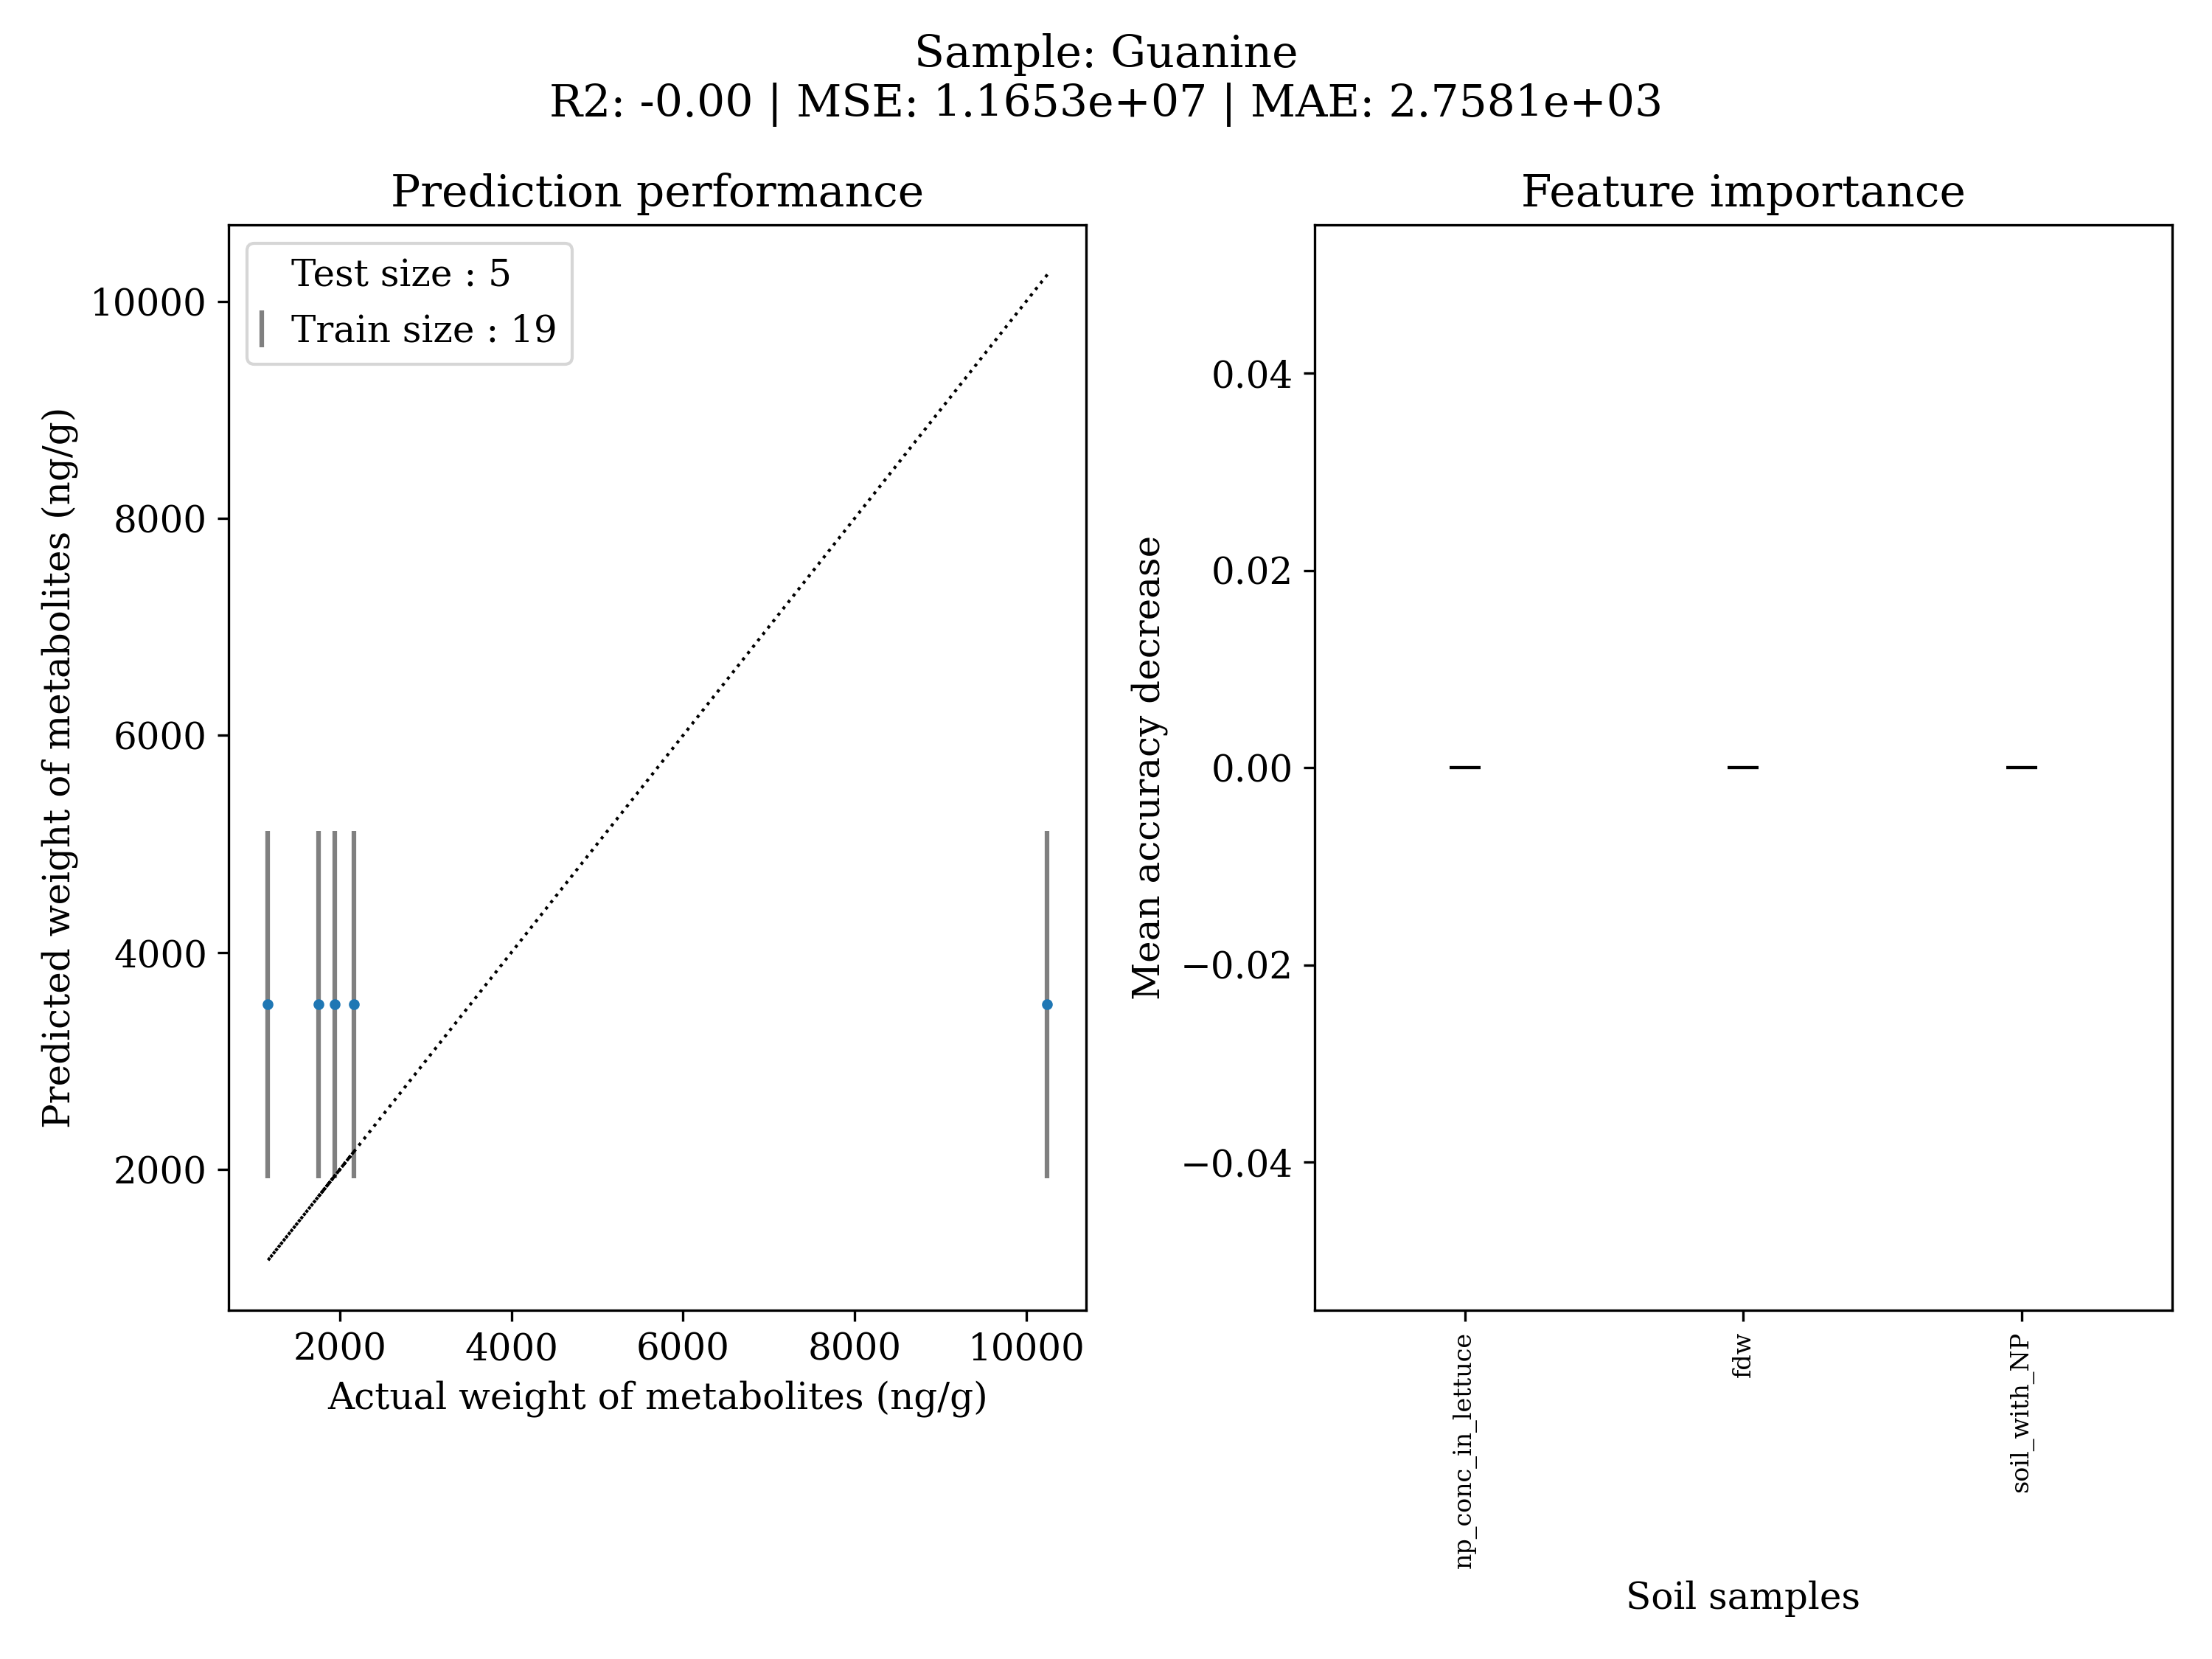 Sample: Guanine
R2: -0.00 | MSE: 1.1653e+07 | MAE: 2.7581e+03
Prediction performance
Test size : 5
Train size : 19
10000
8000
6000
4000
2000
Predicted weight of metabolites (ng/g)
2000 4000 6000 8000 10000
Actual weight of metabolites (ng/g)
Feature importance
0.04
0.02
0.00
−0.02
−0.04
Mean accuracy decrease
np_conc_in_lettuce
fdw
soil_with_NP
Soil samples